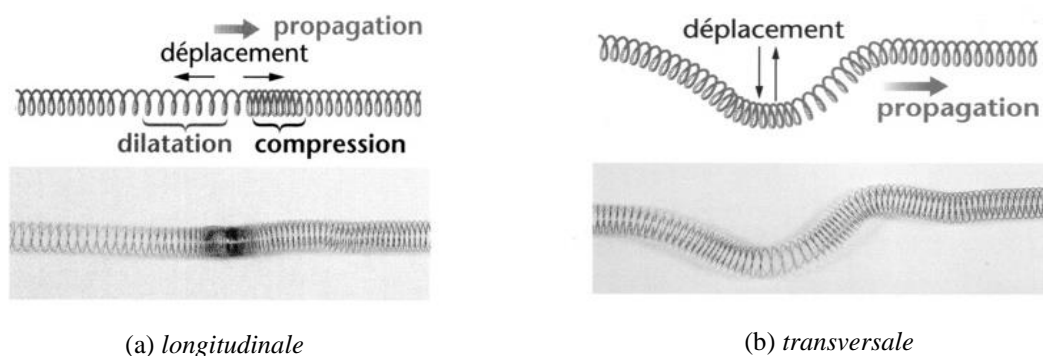 propagation
déplacement
dilatation
compression
(a) longitudinale
déplacement
propagation
(b) transversale